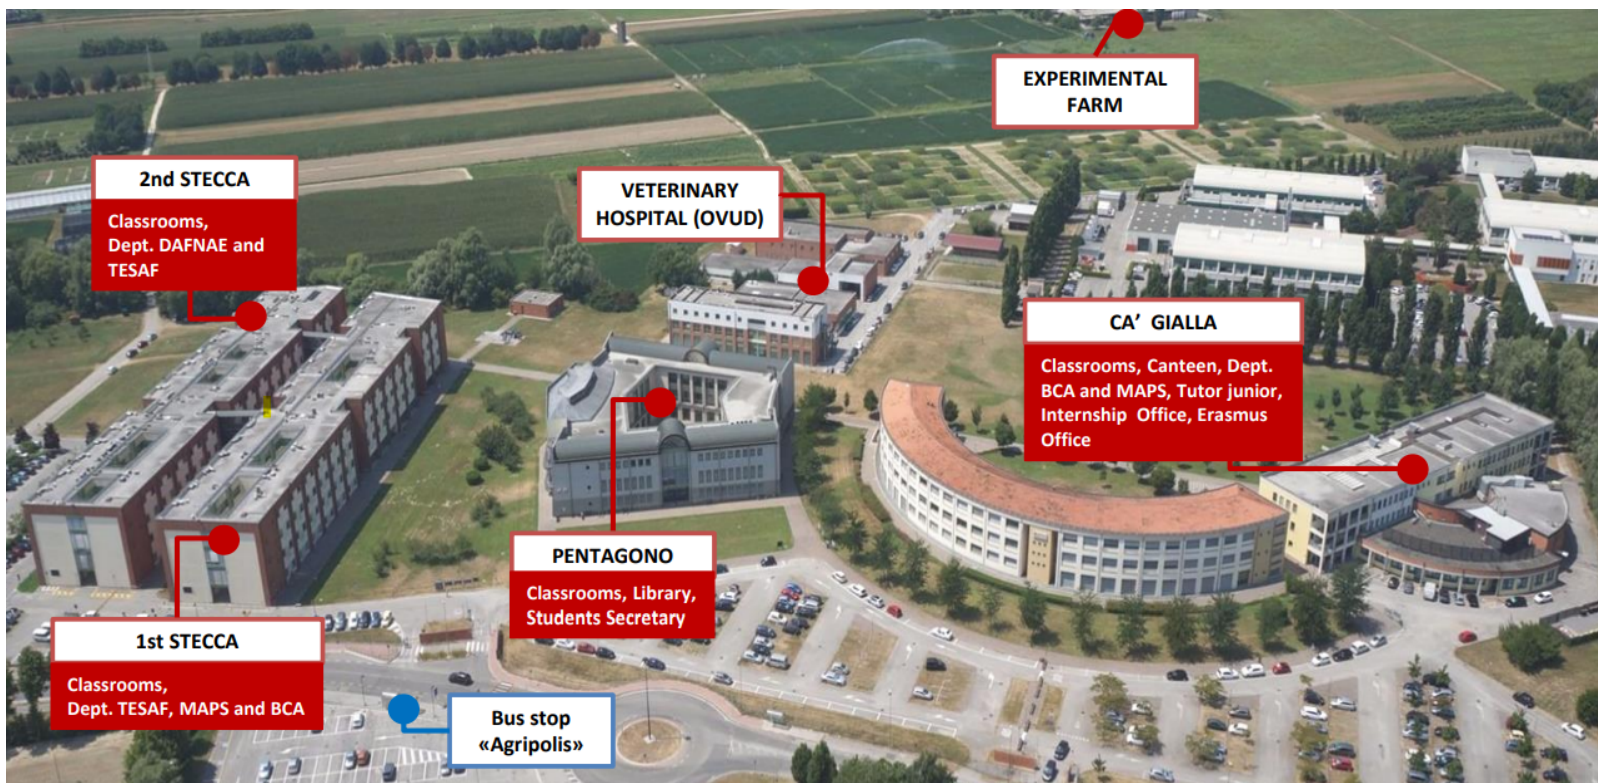 EXPERIMENTAL
FARM
2nd STECCA
Classrooms,
Dept. DAFNAE and
TESAF
VETERINARY
HOSPITAL (OVUD)
CA’ GIALLA
Classrooms, Canteen, Dept.
BCA and MAPS, Tutor junior,
Internship Office, Erasmus
Office
PENTAGONO
Classrooms, Library,
Students Secretary
1st STECCA
Classrooms,
Dept. TESAF, MAPS and BCA
Bus stop
«Agripolis»